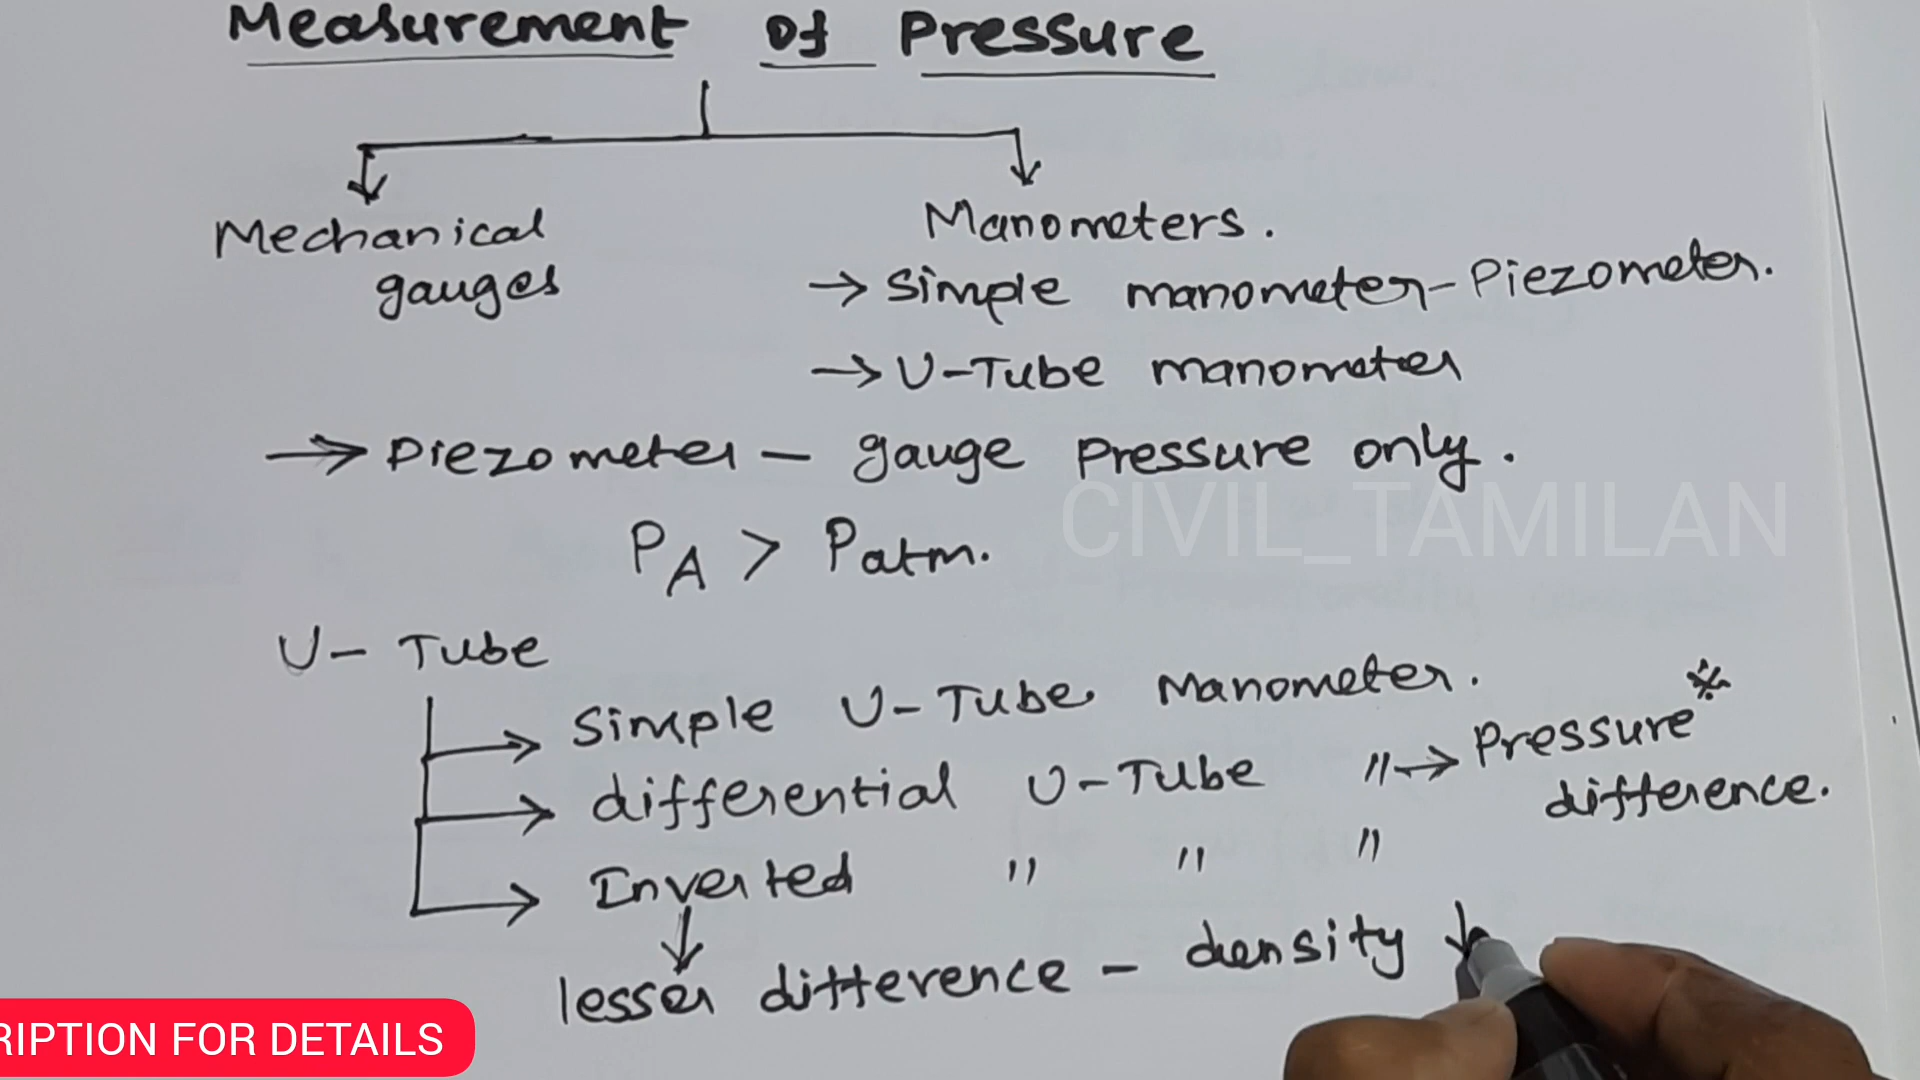 Measurement of Pressure
Mechanical gauges
Manometers.
→ Simple manometer - Piezometer.
→ U-Tube manometer
→ Piezometer - gauge pressure only.
CIVIL_TAMILAN
PA > Patm.
U - Tube
→ Simple U-Tube Manometer.
→ differential U-Tube " → Pressure* difference.
→ Inverted " " "
↓
lesser difference - density ↓
RIPTION FOR DETAILS